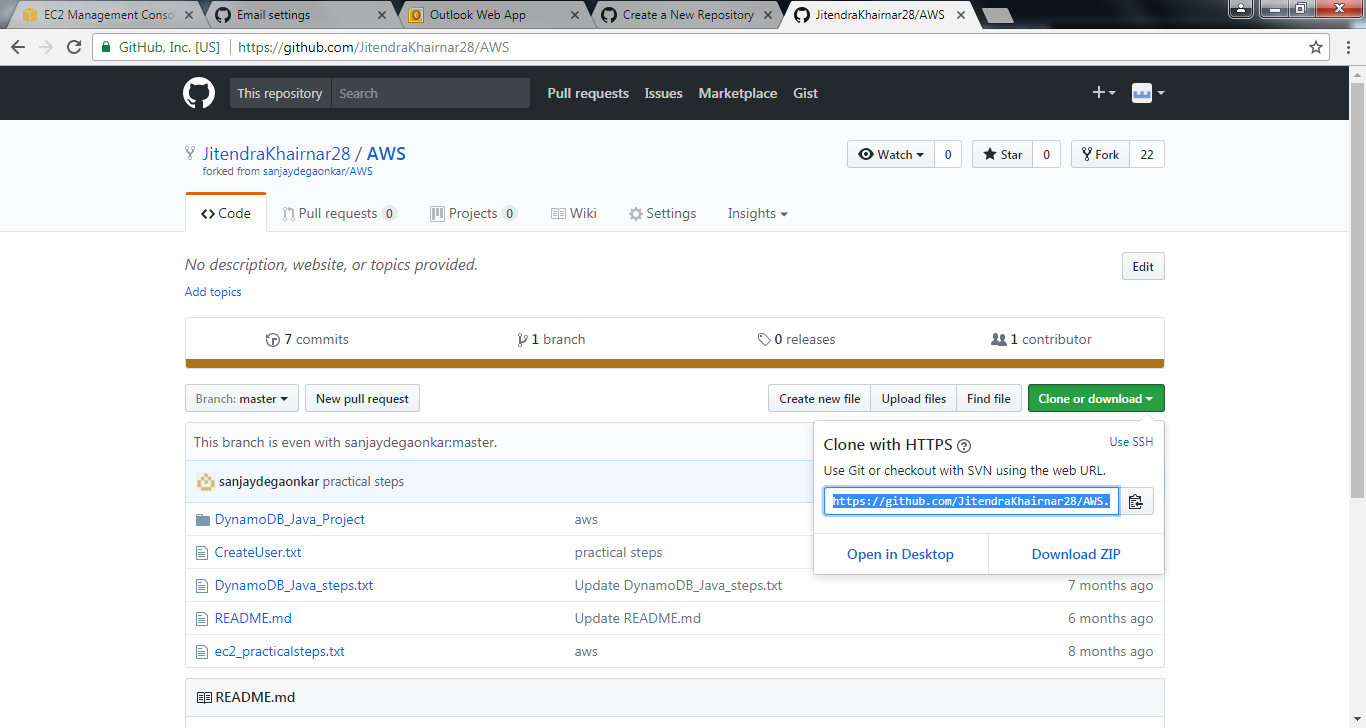 EC2 Management Conso
Email settings
Outlook Web App
Create a New Repository
JitendraKhairnar28/AWS
GitHub, Inc. [US]
https://github.com/JitendraKhairnar28/AWS
This repository
Search
Pull requests
Issues
Marketplace
Gist
JitendraKhairnar28 / AWS
forked from sanjaydegaonkar/AWS
Watch 0
Star 0
Fork 22
Code
Pull requests 0
Projects 0
Wiki
Settings
Insights
No description, website, or topics provided.
Edit
Add topics
7 commits
1 branch
0 releases
1 contributor
Branch: master
New pull request
Create new file
Upload files
Find file
Clone or download
This branch is even with sanjaydegaonkar:master.
Clone with HTTPS
Use SSH
Use Git or checkout with SVN using the web URL.
https://github.com/JitendraKhairnar28/AWS.
Open in Desktop
Download ZIP
sanjaydegaonkar practical steps
DynamoDB_Java_Project
aws
CreateUser.txt
practical steps
DynamoDB_Java_steps.txt
Update DynamoDB_Java_steps.txt
7 months ago
README.md
Update README.md
6 months ago
ec2_practicalsteps.txt
aws
8 months ago
README.md